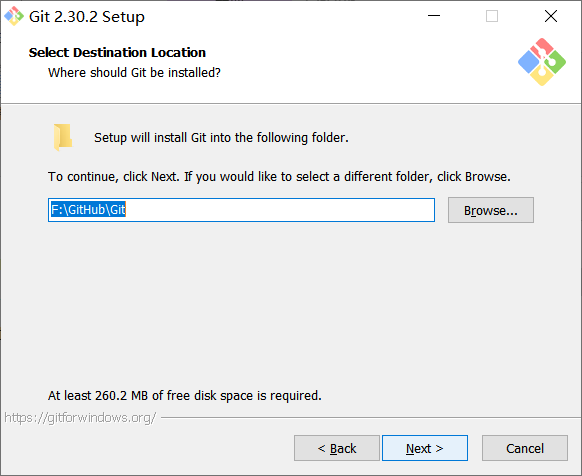 Git 2.30.2 Setup
Select Destination Location
Where should Git be installed?
Setup will install Git into the following folder.
To continue, click Next. If you would like to select a different folder, click Browse.
F:\GitHub\Git
Browse...
At least 260.2 MB of free disk space is required.
https://gitforwindows.org/
< Back
Next >
Cancel